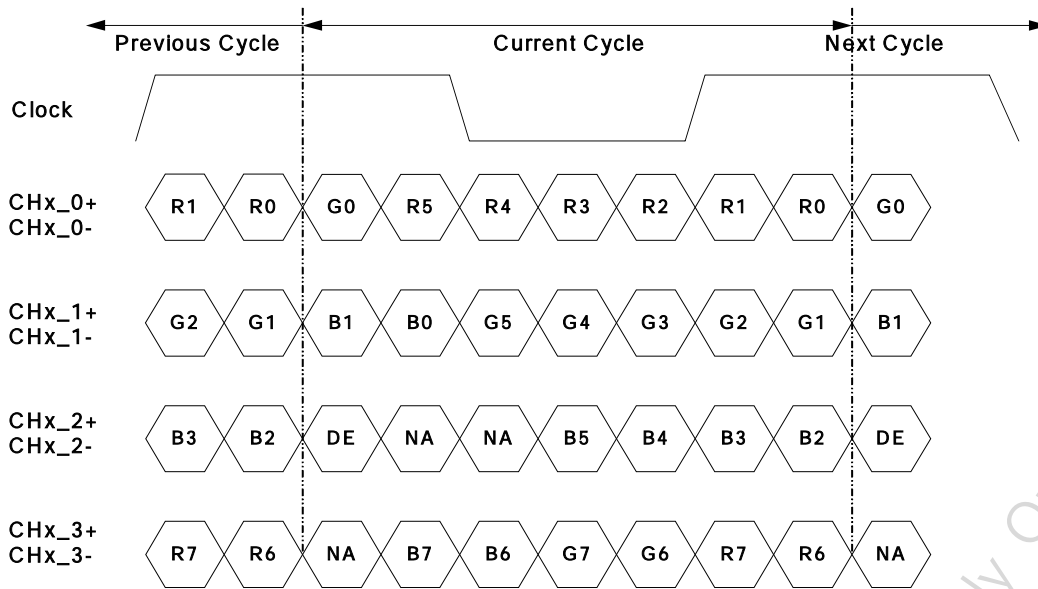 Previous Cycle Current Cycle Next Cycle
Clock
CHx_0+
CHx_0-
R1 R0 G0 R5 R4 R3 R2 R1 R0 G0
CHx_1+
CHx_1-
G2 G1 B1 B0 G5 G4 G3 G2 G1 B1
CHx_2+
CHx_2-
B3 B2 DE NA NA B5 B4 B3 B2 DE
CHx_3+
CHx_3-
R7 R6 NA B7 B6 G7 G6 R7 R6 NA